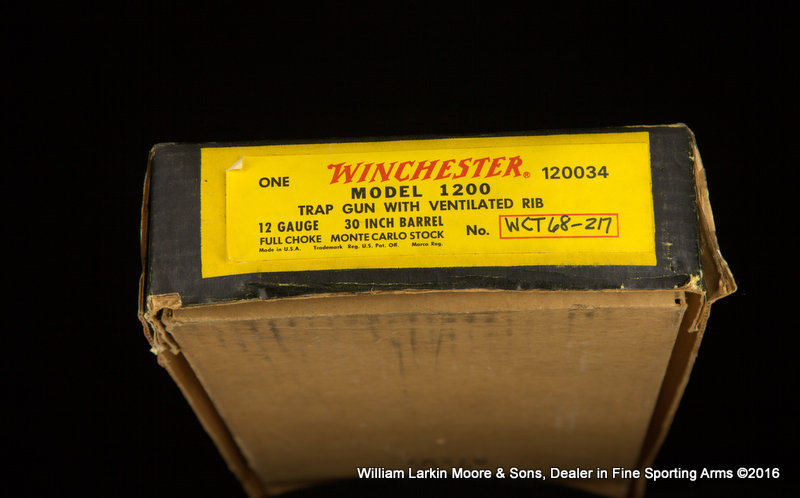 ONE WINCHESTER® 120034
MODEL 1200
TRAP GUN WITH VENTILATED RIB
12 GAUGE 30 INCH BARREL No. WCT68-217
FULL CHOKE MONTE CARLO STOCK
Made in U.S.A. Trademark Reg. U.S. Pat. Off. Marca Reg.
William Larkin Moore & Sons, Dealer in Fine Sporting Arms ©2016